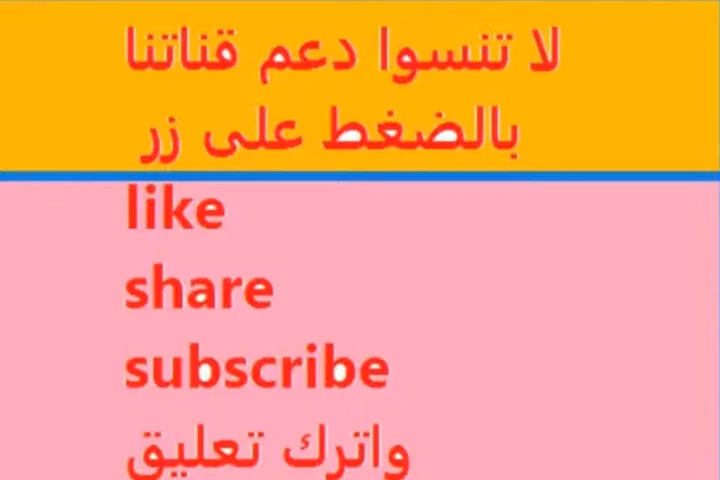 لا تنسوا دعم قناتنا
بالضغط على زر
like
share
subscribe
واترك تعليق